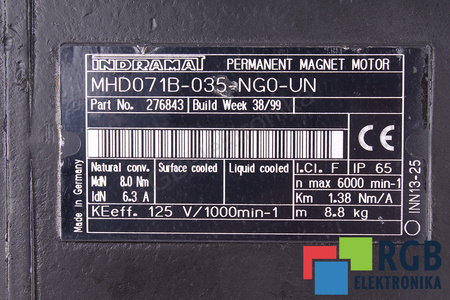 INDRAMAT PERMANENT MAGNET MOTOR
MHD071B-035-NG0-UN
Part No. 276843 Build Week 38/99
Natural conv. Surface cooled Liquid cooled I.Cl. F IP 65
MdN 8.0 Nm n max 6000 min-1
IdN 6.3 A Km 1.38 Nm/A
KEeff. 125 V/1000min-1 m 8.8 kg
CE
Made in Germany
INN13-25
RGB
ELEKTRONIKA